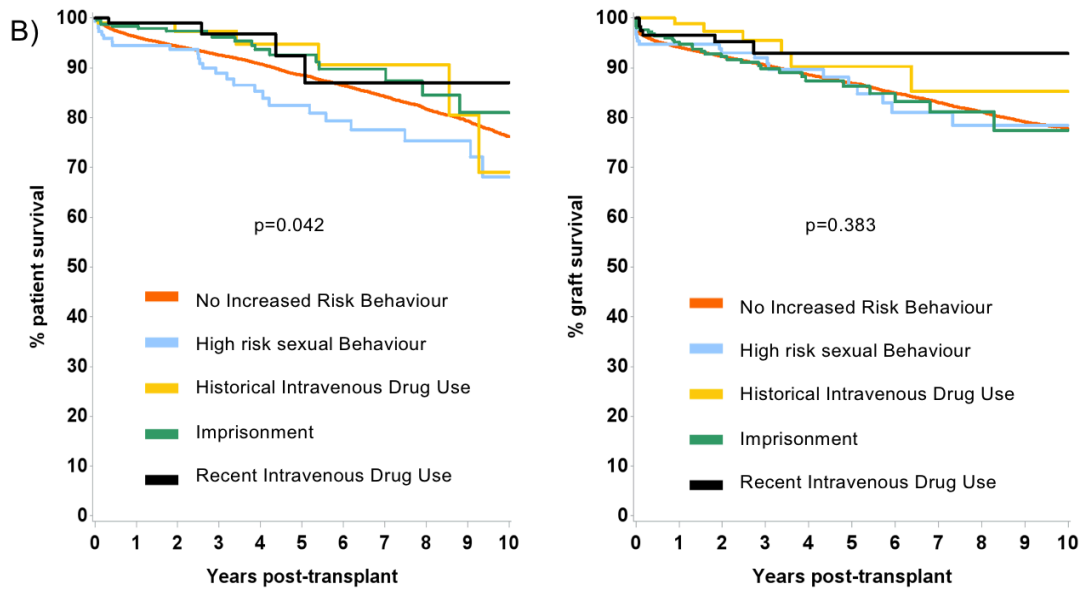 B)
% patient survival
100
90
80
70
60
50
40
30
20
10
0
p=0.042
No Increased Risk Behaviour
High risk sexual Behaviour
Historical Intravenous Drug Use
Imprisonment
Recent Intravenous Drug Use
0 1 2 3 4 5 6 7 8 9 10
Years post-transplant
% graft survival
100
90
80
70
60
50
40
30
20
10
0
p=0.383
No Increased Risk Behaviour
High risk sexual Behaviour
Historical Intravenous Drug Use
Imprisonment
Recent Intravenous Drug Use
0 1 2 3 4 5 6 7 8 9 10
Years post-transplant